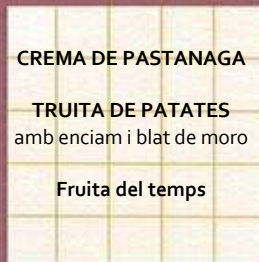 CREMA DE PASTANAGA
TRUITA DE PATATES
amb enciam i blat de moro
Fruita del temps